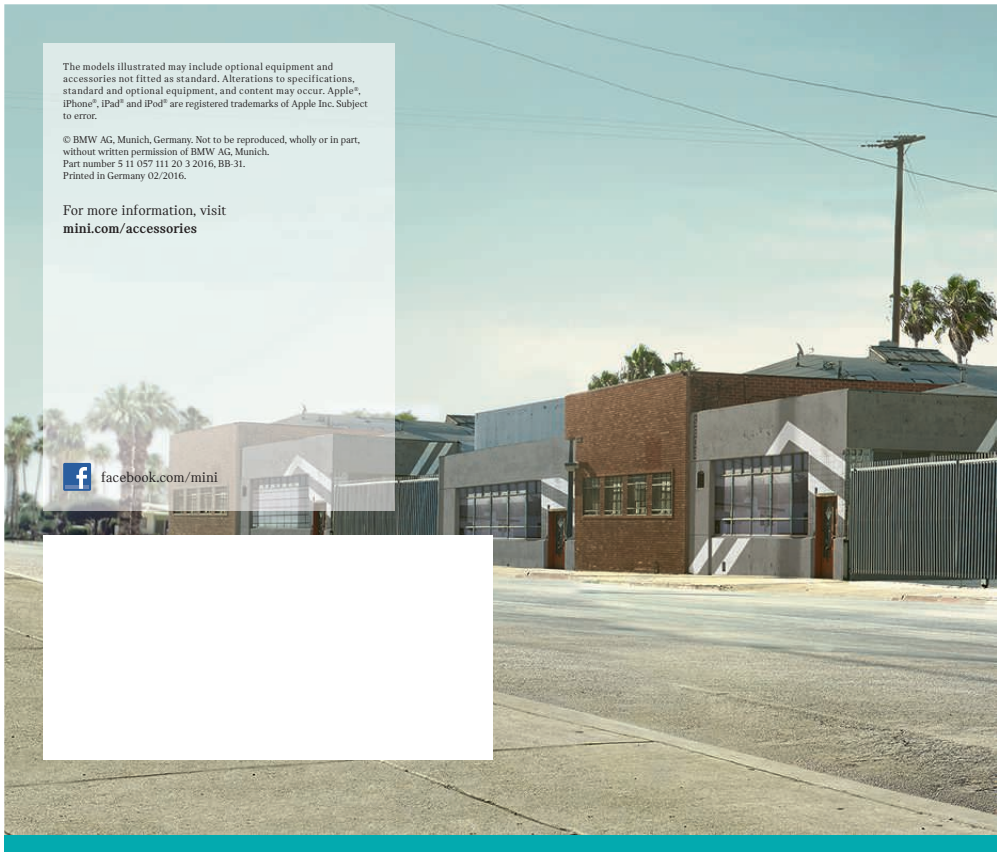 The models illustrated may include optional equipment and
accessories not fitted as standard. Alterations to specifications,
standard and optional equipment, and content may occur. Apple®,
iPhone®, iPad® and iPod® are registered trademarks of Apple Inc. Subject
to error.
© BMW AG, Munich, Germany. Not to be reproduced, wholly or in part,
without written permission of BMW AG, Munich.
Part number 5 11 057 111 20 3 2016, BB-31.
Printed in Germany 02/2016.
For more information, visit
mini.com/accessories
f facebook.com/mini